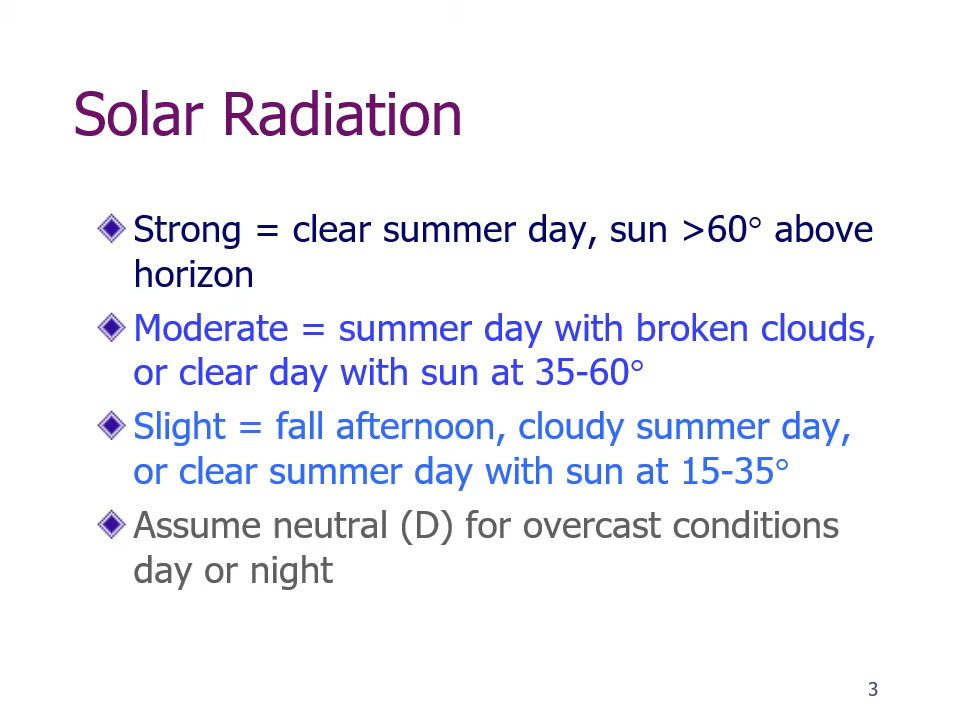 Solar Radiation
Strong = clear summer day, sun >60° above
horizon
Moderate = summer day with broken clouds,
or clear day with sun at 35-60°
Slight = fall afternoon, cloudy summer day,
or clear summer day with sun at 15-35°
Assume neutral (D) for overcast conditions
day or night
3